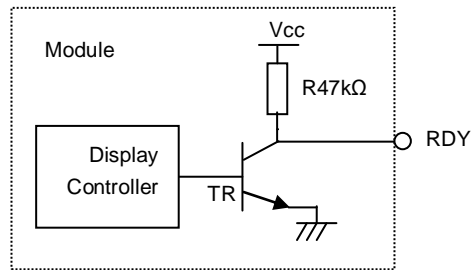 Vcc
Module
R47kΩ
RDY
Display
Controller
TR